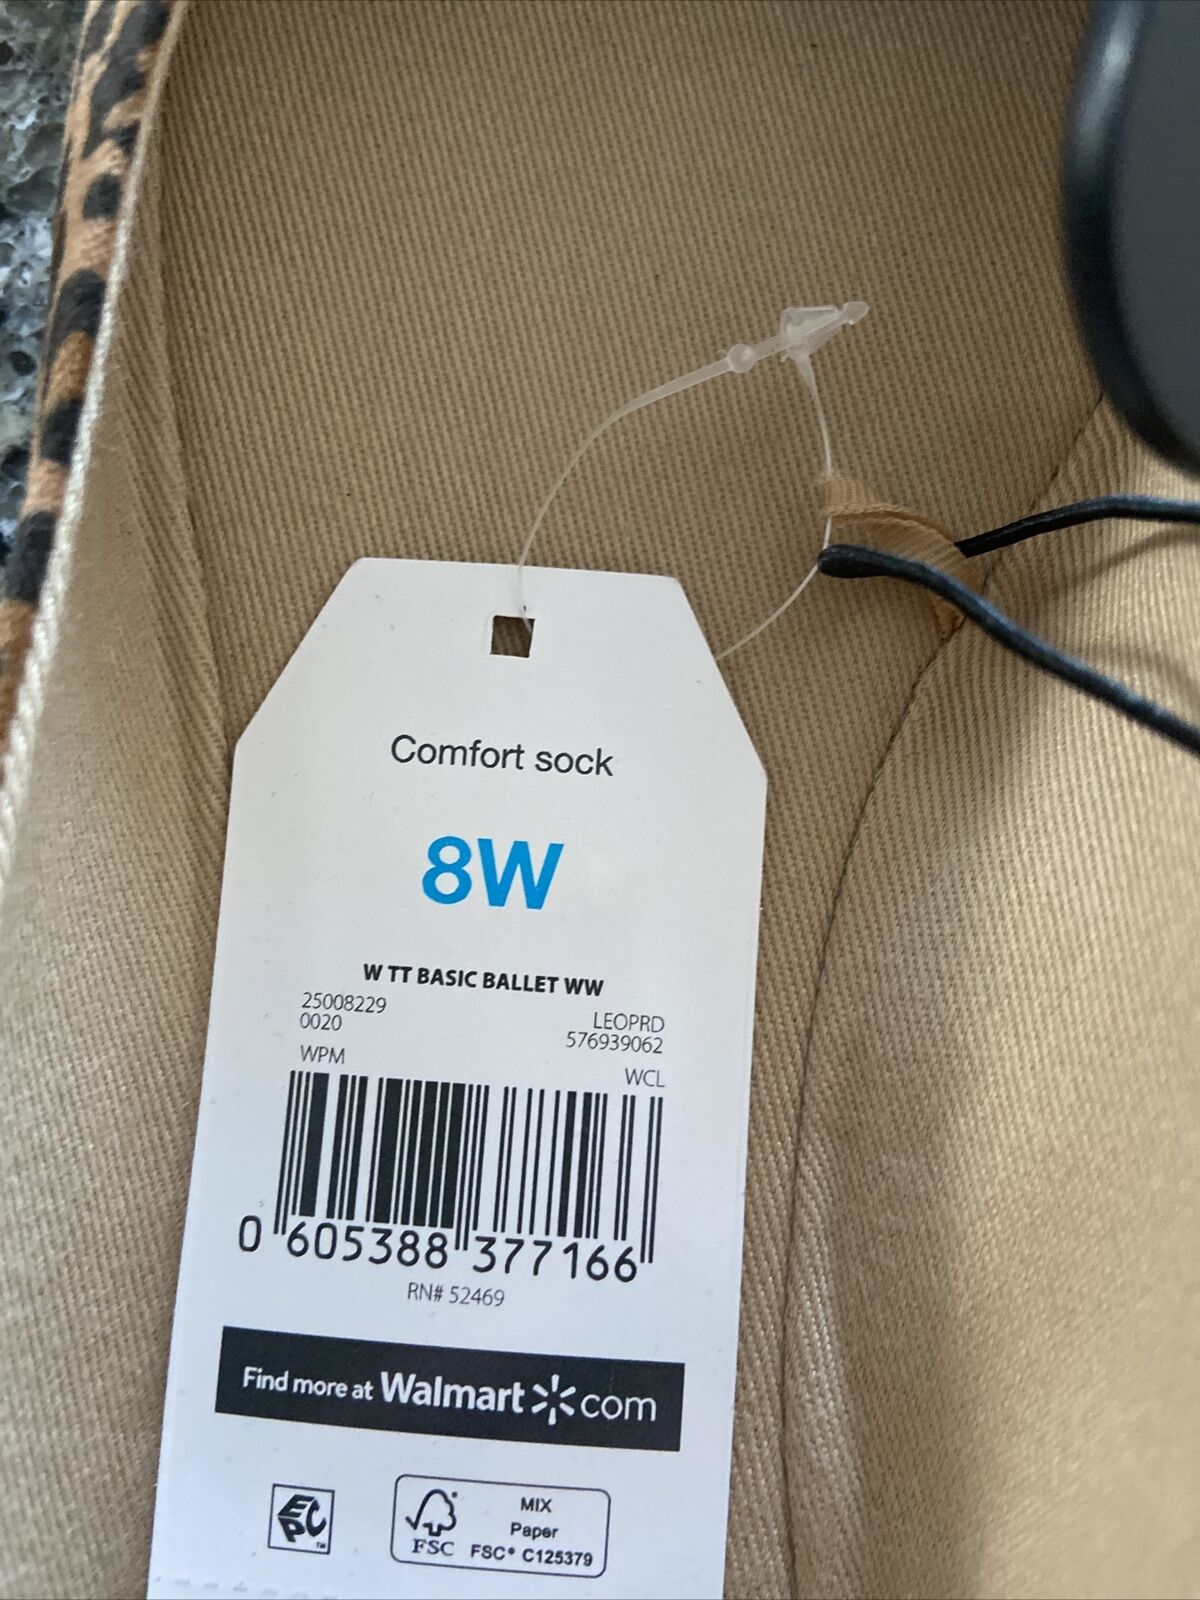 Comfort sock
8W
W TT BASIC BALLET WW
25008229
0020
LEOPRD
576939062
WPM
WCL
0 605388 377166
RN# 52469
Find more at Walmart com
EPC TM
FSC
MIX
Paper
FSC® C125379